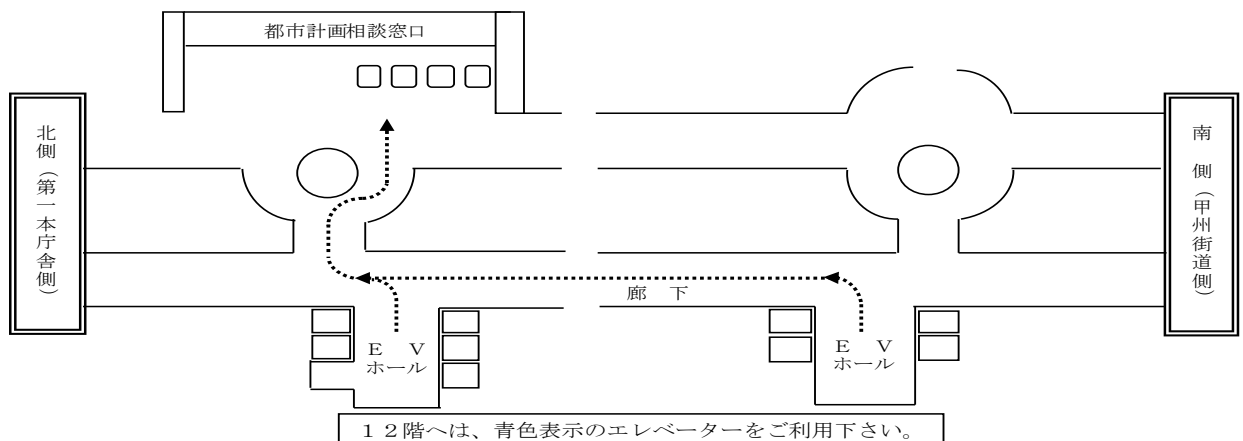 都市計画相談窓口
北側（第一本庁舎側）
南側（甲州街道側）
廊下
ＥＶ
ホール
ＥＶ
ホール
１２階へは、青色表示のエレベーターをご利用下さい。